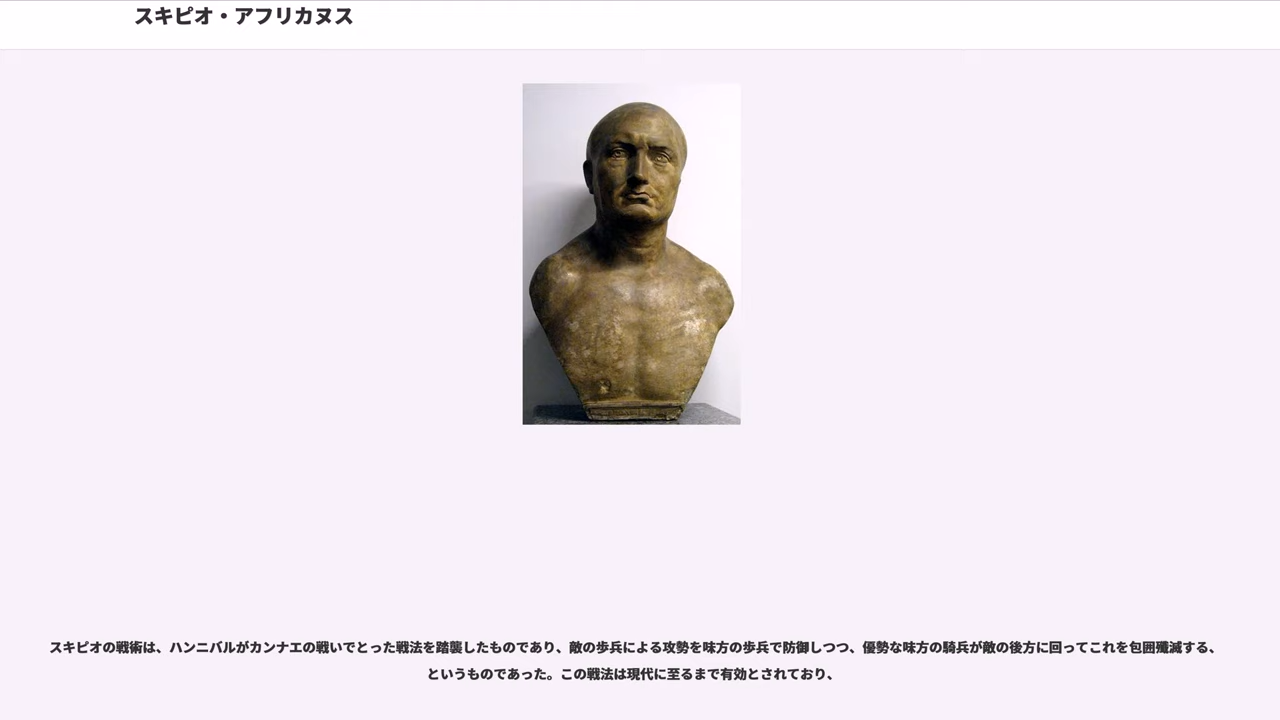 スキピオ・アフリカヌス
スキピオの戦術は、ハンニバルがカンナエの戦いでとった戦法を踏襲したものであり、敵の歩兵による攻勢を味方の歩兵で防御しつつ、優勢な味方の騎兵が敵の後方に回ってこれを包囲殲滅する、
というものであった。この戦法は現代に至るまで有効とされており、